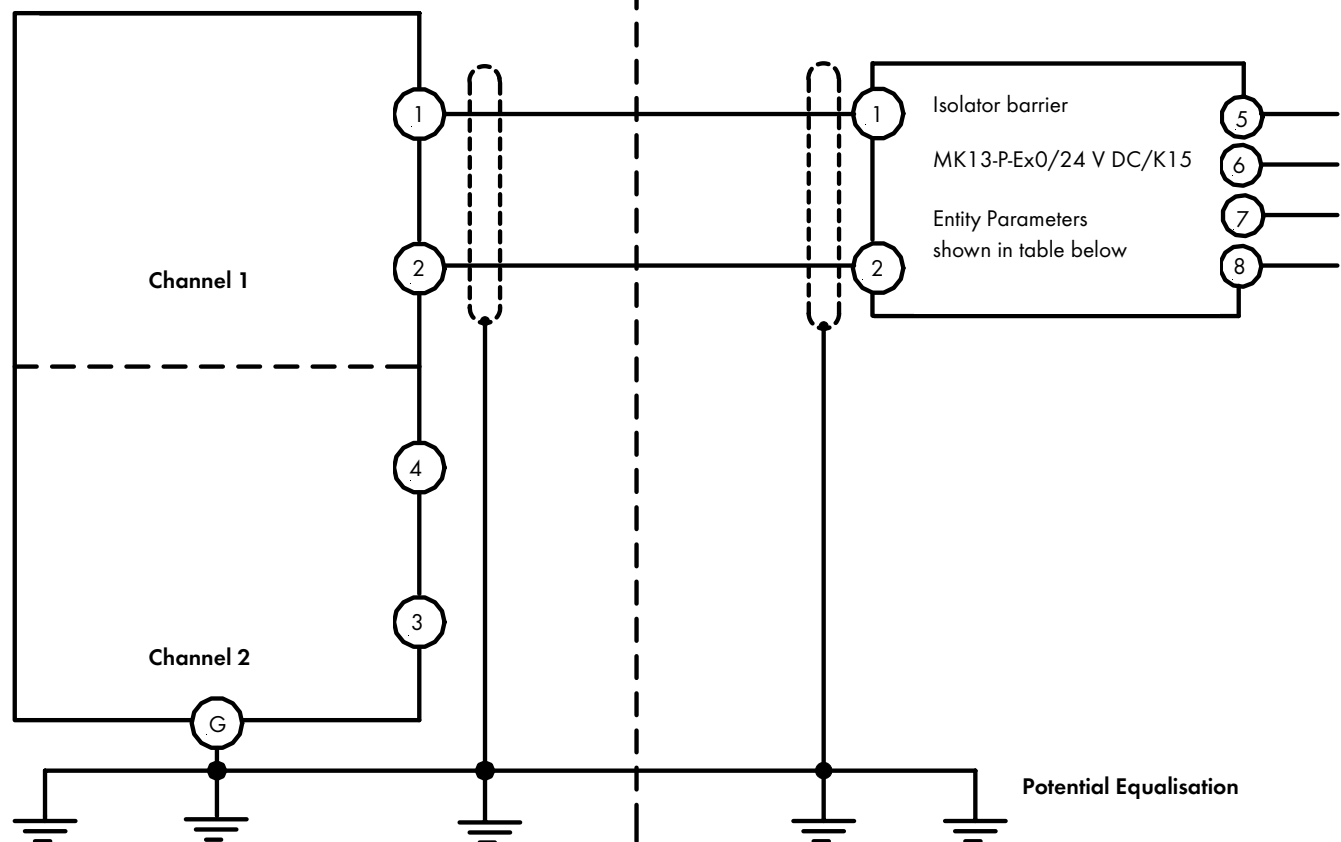 1
1
Isolator barrier
5
MK13-P-Ex0/24 V DC/K15
6
Entity Parameters
7
shown in table below
2
2
8
Channel 1
4
3
Channel 2
G
Potential Equalisation